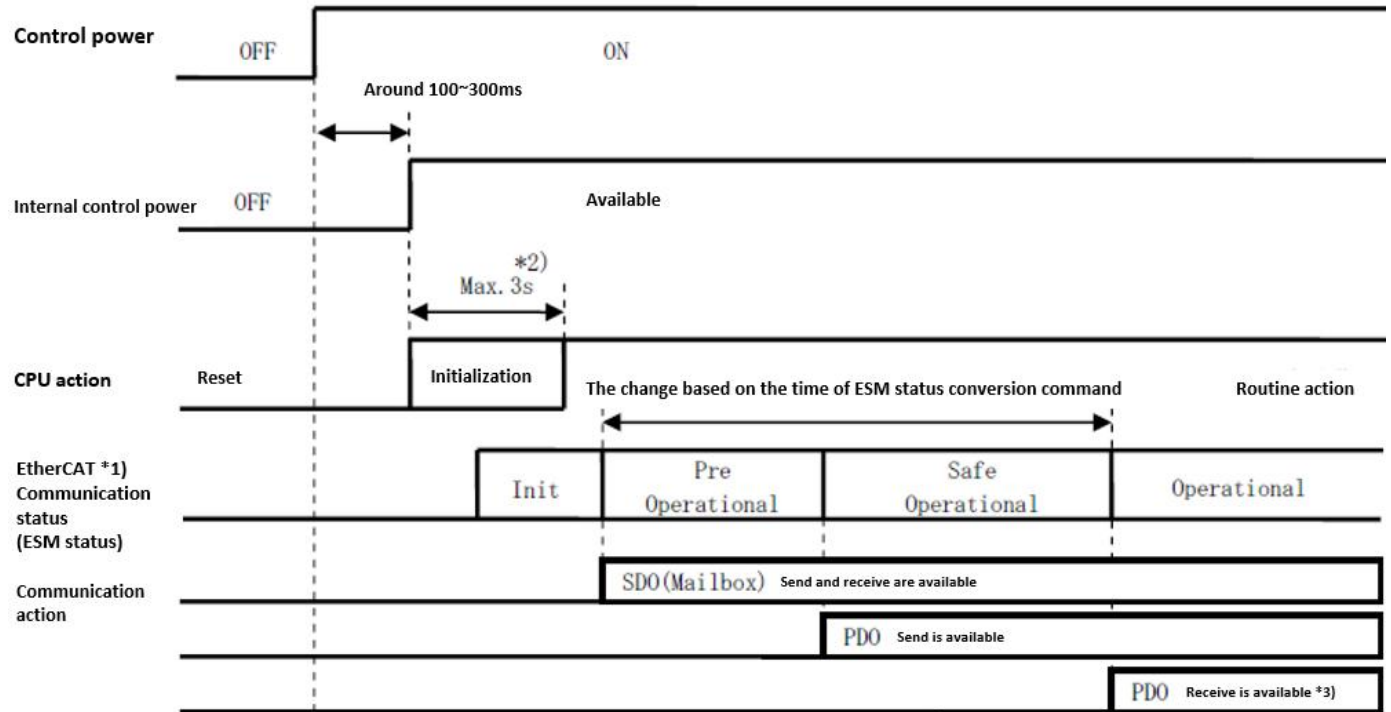 Control power
OFF
ON
Around 100~300ms
Internal control power
OFF
Available
*2)
Max. 3s
CPU action
Reset
Initialization
The change based on the time of ESM status conversion command
Routine action
EtherCAT *1)
Communication
status
(ESM status)
Init
Pre
Operational
Safe
Operational
Operational
Communication
action
SDO(Mailbox) Send and receive are available
PDO Send is available
PDO Receive is available *3)